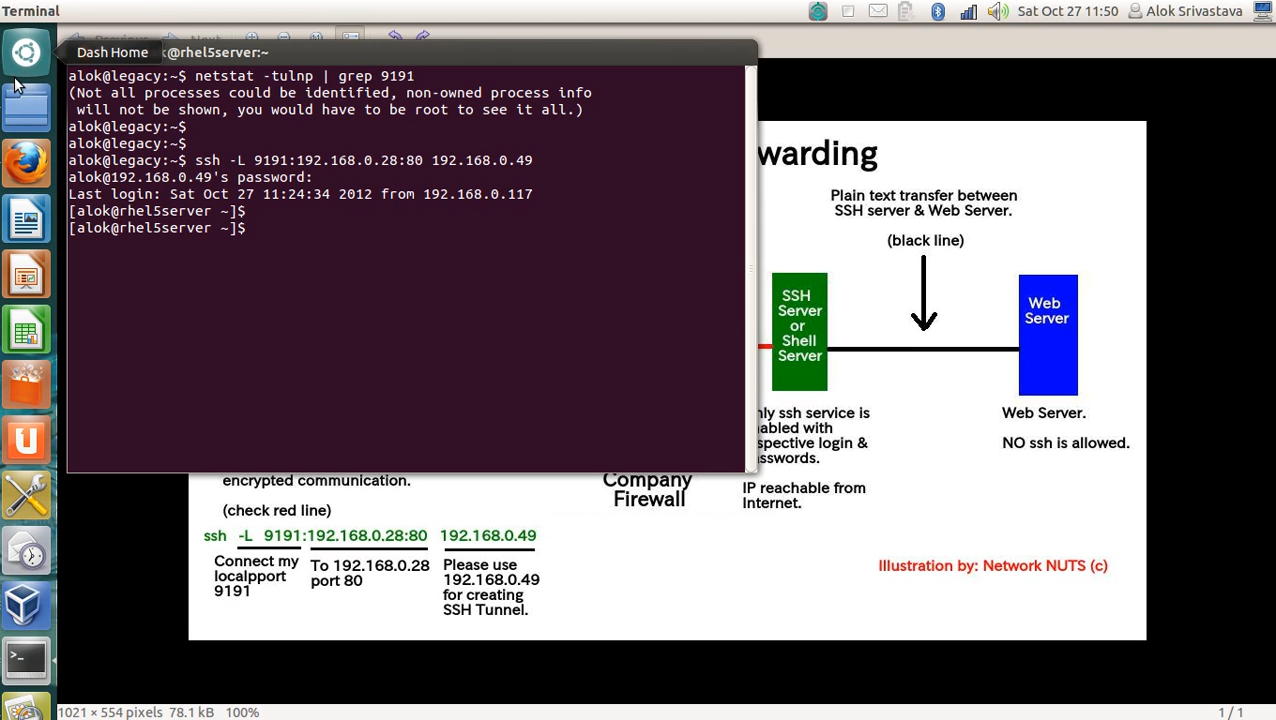 Terminal
Sat Oct 27 11:50
Alok Srivastava
Dash Home
k@rhel5server:~
alok@legacy:~$ netstat -tulnp | grep 9191
(Not all processes could be identified, non-owned process info
will not be shown, you would have to be root to see it all.)
alok@legacy:~$
alok@legacy:~$
alok@legacy:~$ ssh -L 9191:192.168.0.28:80 192.168.0.49
alok@192.168.0.49's password:
Last login: Sat Oct 27 11:24:34 2012 from 192.168.0.117
[alok@rhel5server ~]$
[alok@rhel5server ~]$
warding
Plain text transfer between
SSH server & Web Server.
(black line)
SSH
Server
or
Shell
Server
Web
Server
nly ssh service is
nabled with
spective login &
asswords.
IP reachable from
Internet.
Web Server.
NO ssh is allowed.
encrypted communication.
(check red line)
Company
Firewall
ssh -L 9191:192.168.0.28:80 192.168.0.49
Connect my
localpport
9191
To 192.168.0.28
port 80
Please use
192.168.0.49
for creating
SSH Tunnel.
Illustration by: Network NUTS (c)
>_
1021 × 554 pixels 78.1 kB 100%
1 / 1